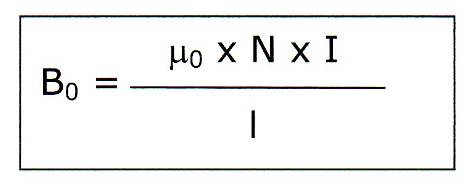 B₀ = μ₀ x N x I
l